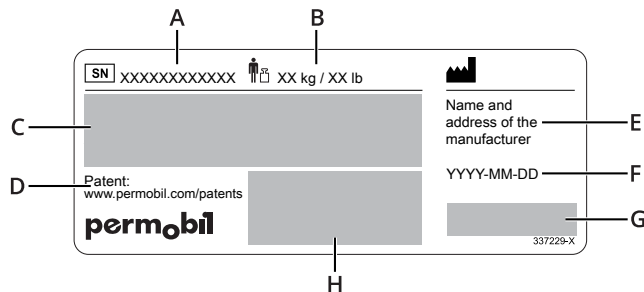 A
B
SN XXXXXXXXXXXX XX kg / XX lb
C
Name and
address of the
manufacturer
E
D
Patent:
www.permobil.com/patents
YYYY-MM-DD
F
permobil
G
337229-X
H